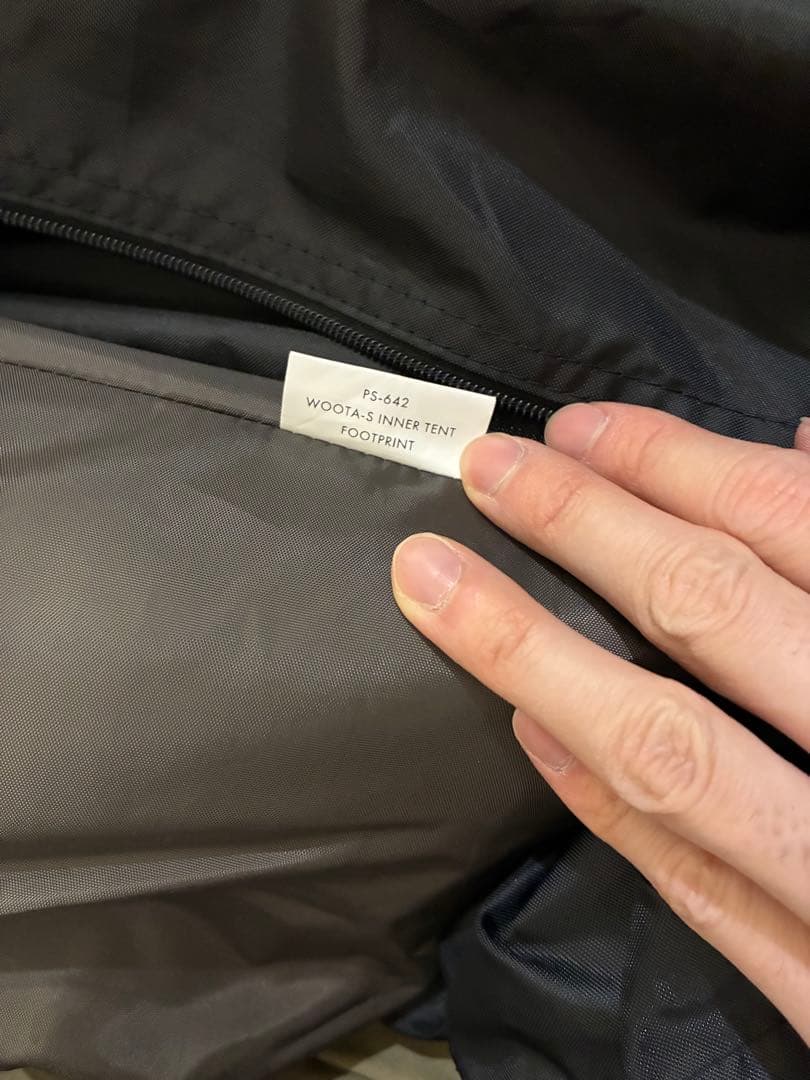 PS-642
WOOTA-S INNER TENT
FOOTPRINT